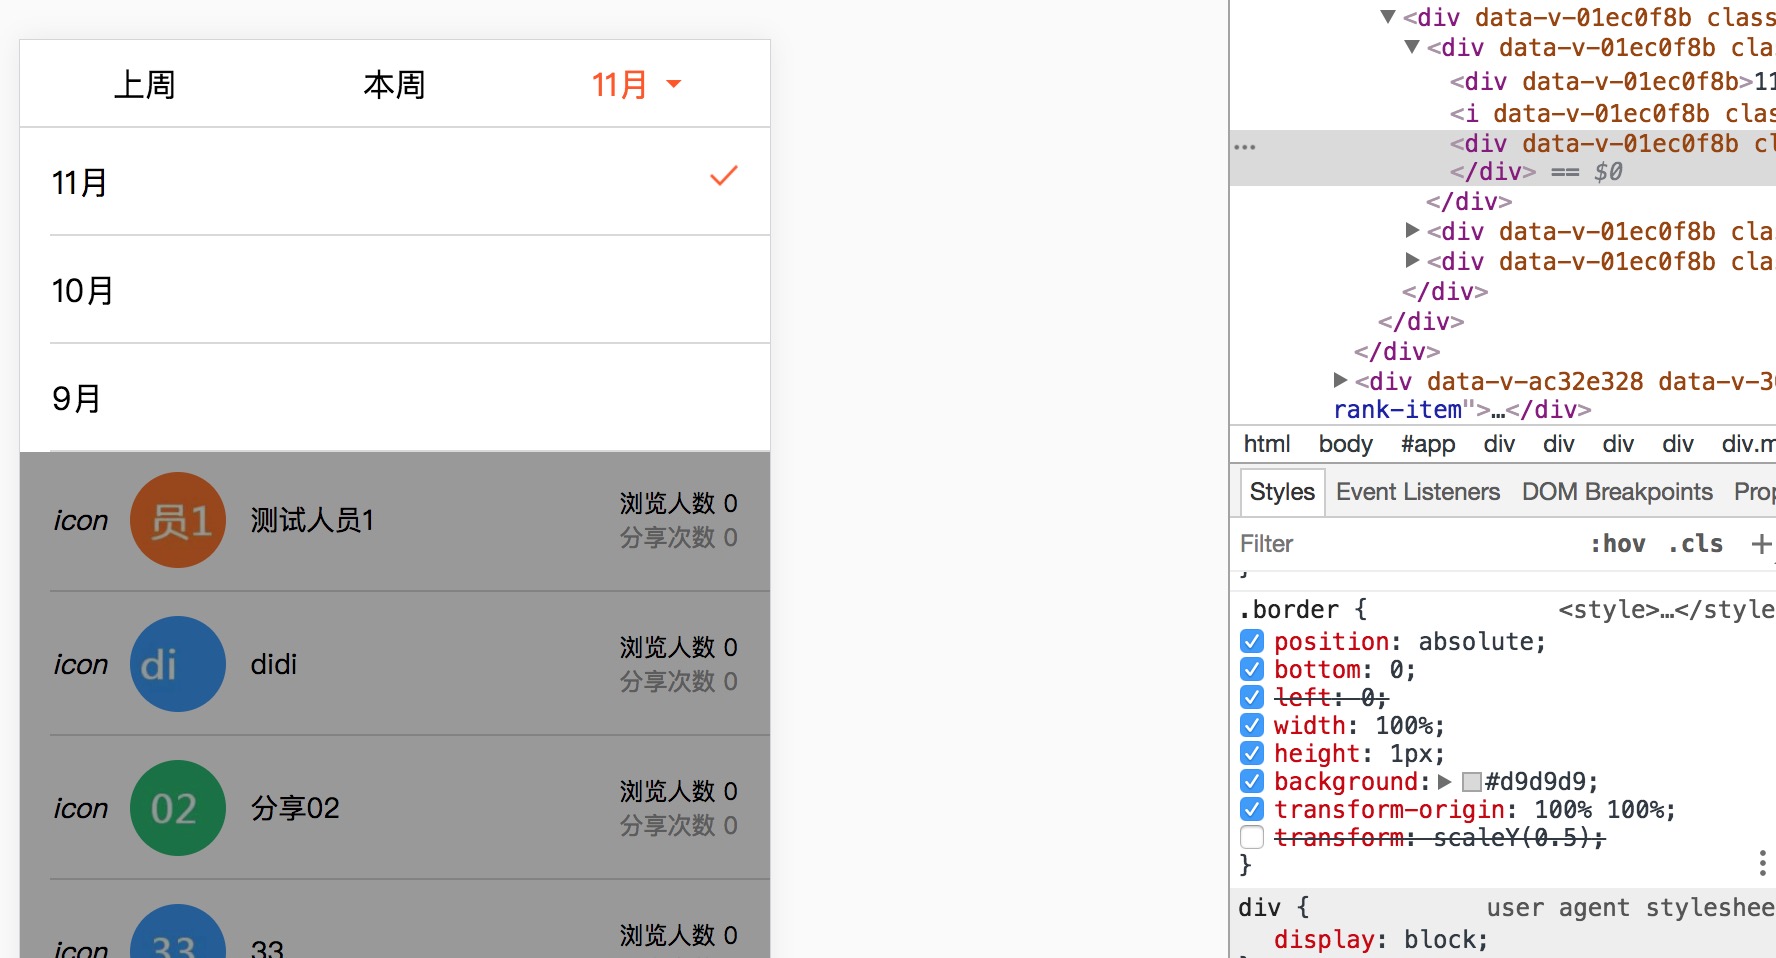 上周 本周 11月
11月
10月
9月
icon 员1 测试人员1 浏览人数 0
分享次数 0
icon di didi 浏览人数 0
分享次数 0
icon 02 分享02 浏览人数 0
分享次数 0
icon 33 33 浏览人数 0
<div data-v-01ec0f8b class
<div data-v-01ec0f8b cla
<div data-v-01ec0f8b>11
<i data-v-01ec0f8b clas
… <div data-v-01ec0f8b cl
</div> == $0
</div>
<div data-v-01ec0f8b cla
<div data-v-01ec0f8b cla
</div>
</div>
</div>
<div data-v-ac32e328 data-v-30
rank-item">…</div>
html body #app div div div div div.m
Styles Event Listeners DOM Breakpoints Prop
Filter :hov .cls +
}
.border { <style>…</style
position: absolute;
bottom: 0;
left: 0;
width: 100%;
height: 1px;
background: #d9d9d9;
transform-origin: 100% 100%;
transform: scaleY(0.5);
}
div { user agent styleshee
display: block;